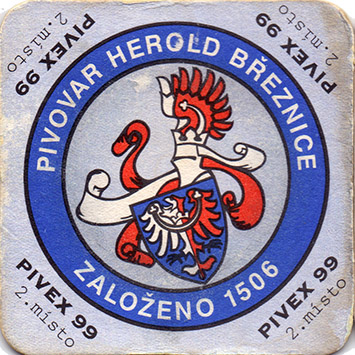 PIVEX 99
2. místo
PIVEX 99
2. místo
PIVOVAR HEROLD BŘEZNICE
ZALOŽENO 1506
PIVEX 99
2. místo
PIVEX 99
2. místo